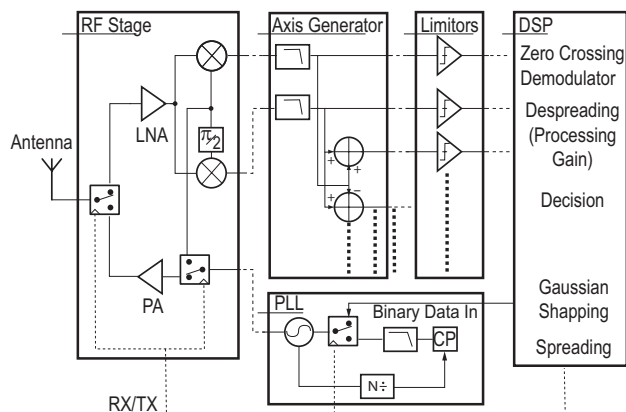 RF Stage
Axis Generator
Limitors
DSP
Zero Crossing
Demodulator
LNA
π/2
Despreading
(Processing
Gain)
Antenna
+
+
+
−
Decision
PA
PLL
Binary Data In
Gaussian
Shapping
CP
Spreading
N÷
RX/TX